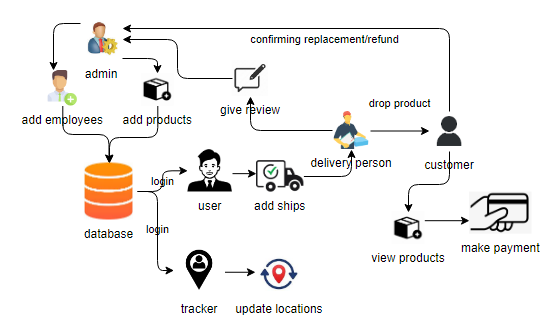 confirming replacement/refund
admin
add employees
add products
give review
drop product
delivery person
customer
login
user
add ships
database
login
view products
make payment
tracker
update locations